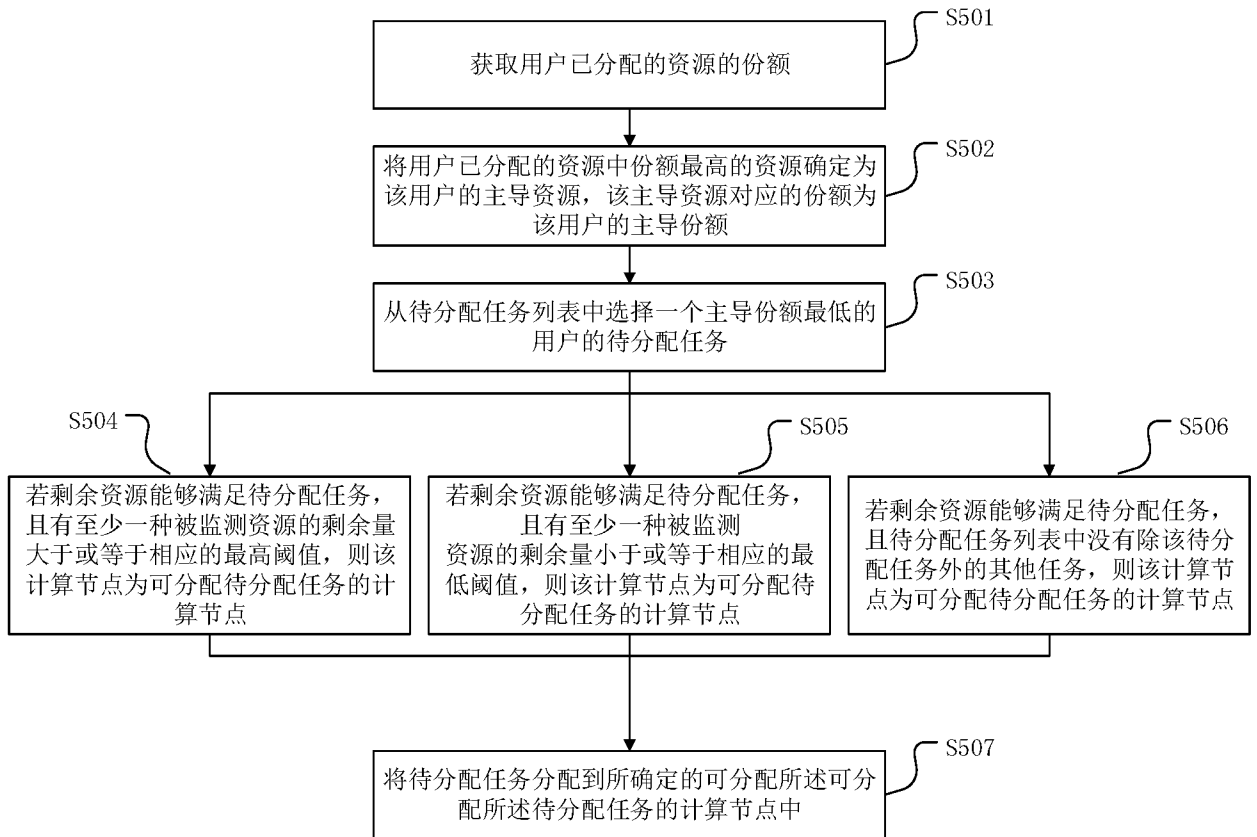 S501
获取用户已分配的资源的份额
S502
将用户已分配的资源中份额最高的资源确定为
该用户的主导资源，该主导资源对应的份额为
该用户的主导份额
S503
从待分配任务列表中选择一个主导份额最低的
用户的待分配任务
S504
若剩余资源能够满足待分配任务，
且有至少一种被监测资源的剩余量
大于或等于相应的最高阈值，则该
计算节点为可分配待分配任务的计
算节点
S505
若剩余资源能够满足待分配任务，
且有至少一种被监测
资源的剩余量小于或等于相应的最
低阈值，则该计算节点为可分配待
分配任务的计算节点
S506
若剩余资源能够满足待分配任务，
且待分配任务列表中没有除该待分
配任务外的其他任务，则该计算节
点为可分配待分配任务的计算节点
S507
将待分配任务分配到所确定的可分配所述可分
配所述待分配任务的计算节点中